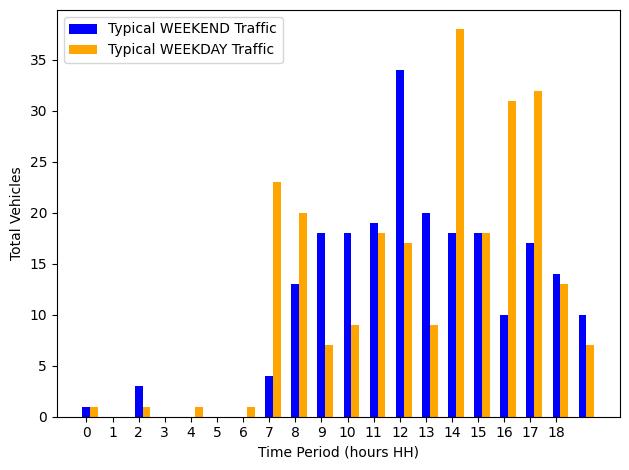 Typical WEEKEND Traffic
Typical WEEKDAY Traffic
35
30
25
20
15
10
5
0
Total Vehicles
0 1 2 3 4 5 6 7 8 9 10 11 12 13 14 15 16 17 18
Time Period (hours HH)